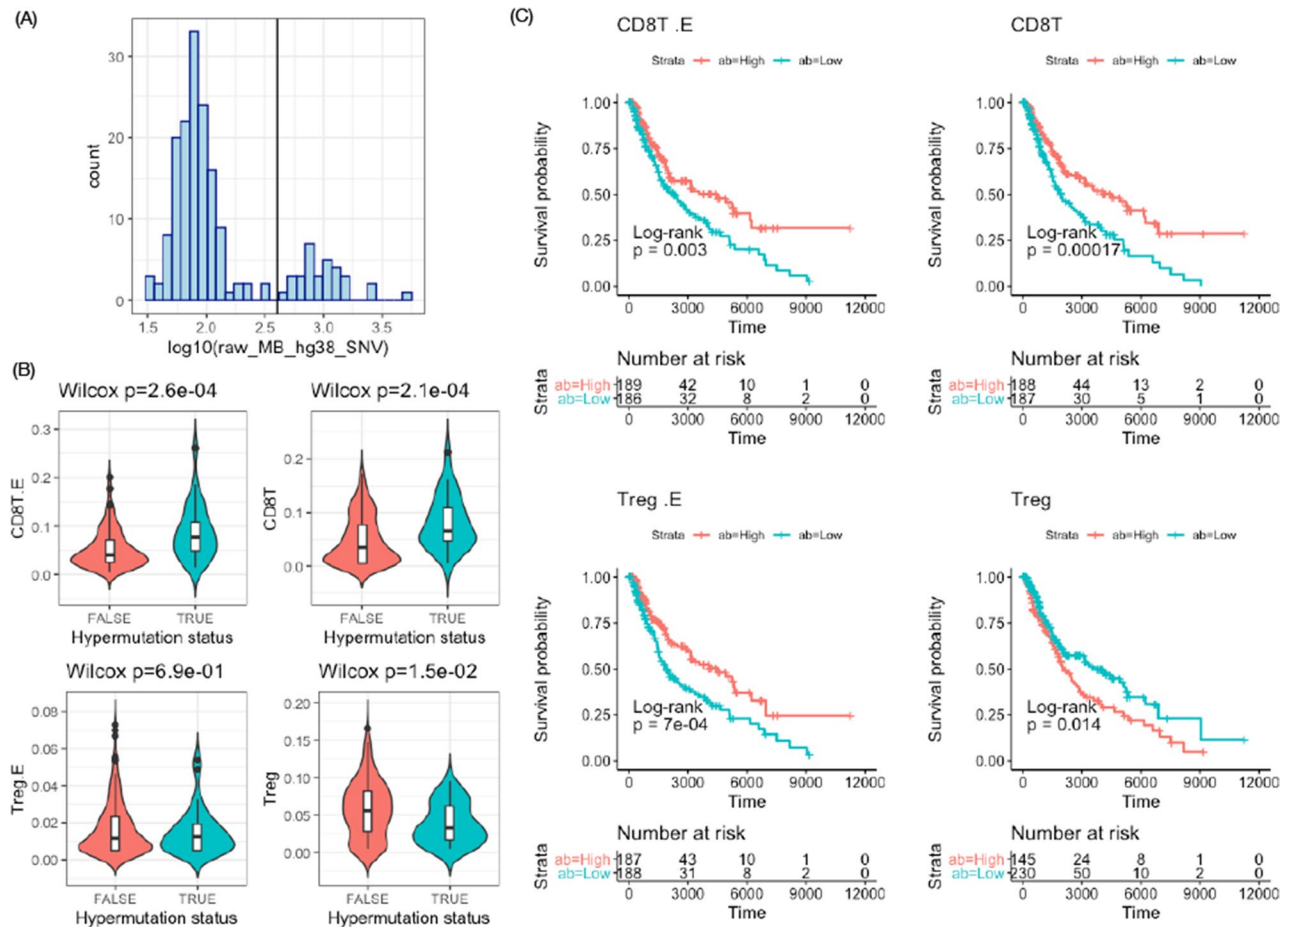 (A)
30
20
10
0
count
1.5 2.0 2.5 3.0 3.5
log10(raw_MB_hg38_SNV)
(B)
Wilcox p=2.6e-04
0.3
0.2
0.1
0.0
CD8T.E
FALSE TRUE
Hypermutation status
Wilcox p=2.1e-04
0.2
0.1
0.0
CD8T
FALSE TRUE
Hypermutation status
Wilcox p=6.9e-01
0.08
0.06
0.04
0.02
0.00
Treg.E
FALSE TRUE
Hypermutation status
Wilcox p=1.5e-02
0.20
0.15
0.10
0.05
0.00
Treg
FALSE TRUE
Hypermutation status
(C)
CD8T .E
Strata ab=High ab=Low
1.00
0.75
0.50
0.25
0.00
Survival probability
Log-rank
p = 0.003
0 3000 6000 9000 12000
Time
Number at risk
Strata
ab=High 189 42 10 1 0
ab=Low 186 32 8 2 0
0 3000 6000 9000 12000
Time
CD8T
Strata ab=High ab=Low
1.00
0.75
0.50
0.25
0.00
Survival probability
Log-rank
p = 0.00017
0 3000 6000 9000 12000
Time
Number at risk
Strata
ab=High 188 44 13 2 0
ab=Low 187 30 5 1 0
0 3000 6000 9000 12000
Time
Treg .E
Strata ab=High ab=Low
1.00
0.75
0.50
0.25
0.00
Survival probability
Log-rank
p = 7e-04
0 3000 6000 9000 12000
Time
Number at risk
Strata
ab=High 187 43 10 1 0
ab=Low 188 31 8 2 0
0 3000 6000 9000 12000
Time
Treg
Strata ab=High ab=Low
1.00
0.75
0.50
0.25
0.00
Survival probability
Log-rank
p = 0.014
0 3000 6000 9000 12000
Time
Number at risk
Strata
ab=High 145 24 8 1 0
ab=Low 230 50 10 2 0
0 3000 6000 9000 12000
Time